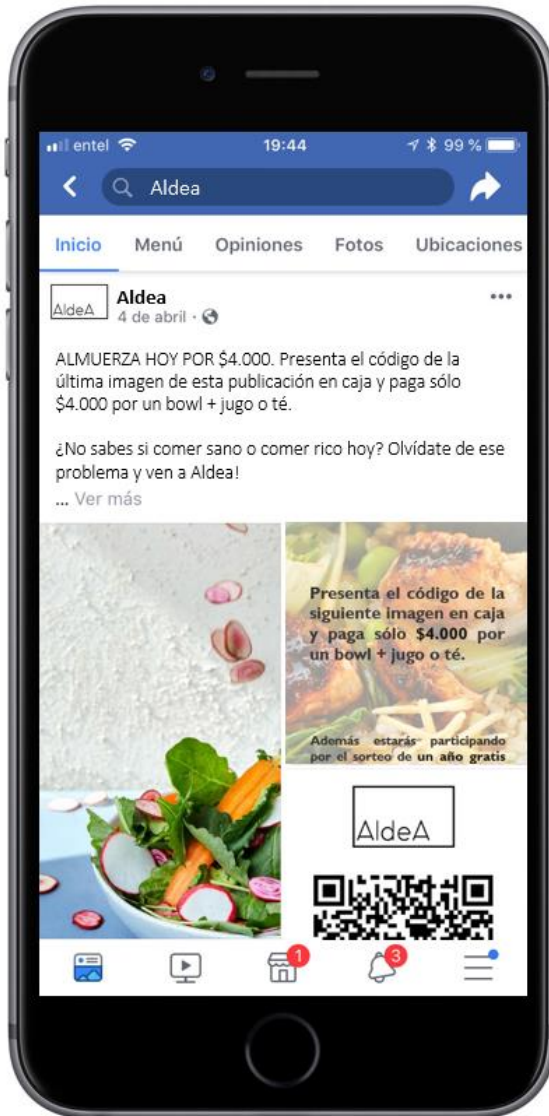 entel
19:44
99 %
Aldea
Inicio Menú Opiniones Fotos Ubicaciones
AldeA
Aldea
4 de abril ·
ALMUERZA HOY POR $4.000. Presenta el código de la
última imagen de esta publicación en caja y paga sólo
$4.000 por un bowl + jugo o té.
¿No sabes si comer sano o comer rico hoy? Olvídate de ese
problema y ven a Aldea!
... Ver más
Presenta el código de la
siguiente imagen en caja
y paga sólo $4.000 por
un bowl + jugo o té.
Además estarás participando
por el sorteo de un año gratis
AldeA
1
3